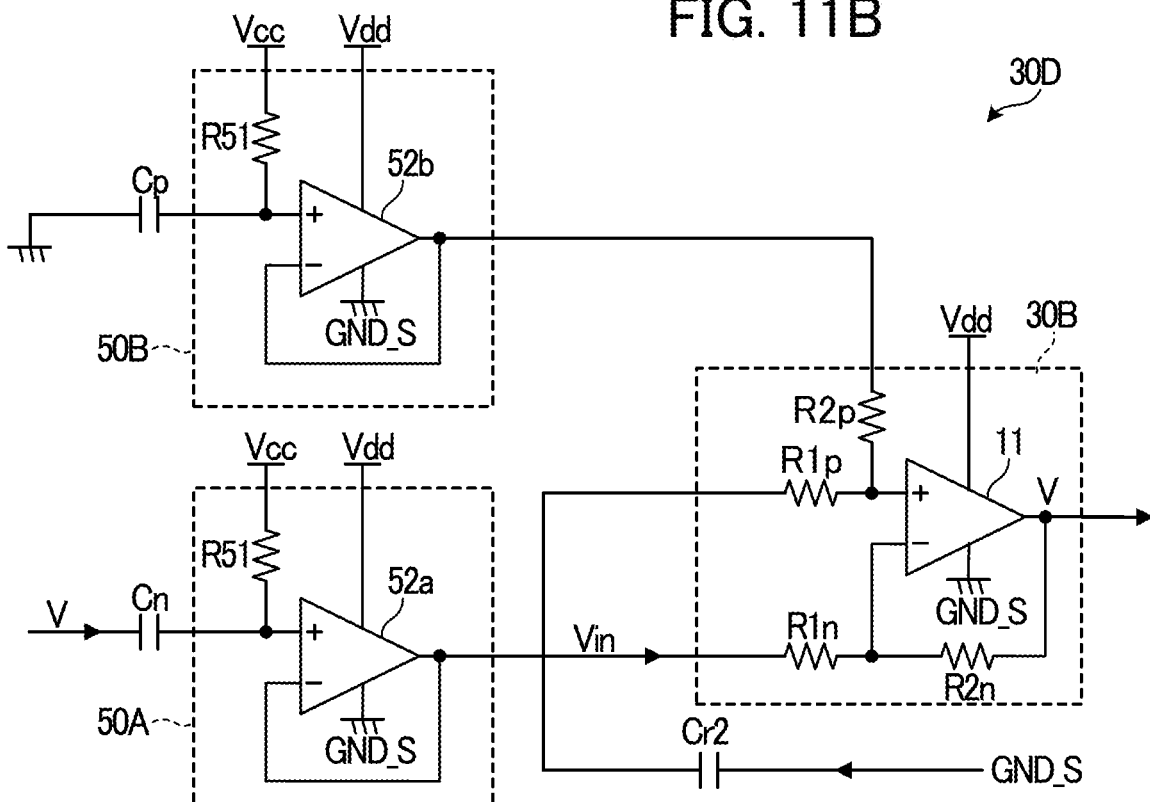 FIG. 11B
Vcc
Vdd
30D
R51
52b
Cp
+
−
GND_S
50B
Vdd
30B
R2p
Vcc
Vdd
R1p
11
+
V
−
R51
52a
GND_S
V
Cn
+
Vin
R1n
−
R2n
50A
GND_S
Cr2
GND_S